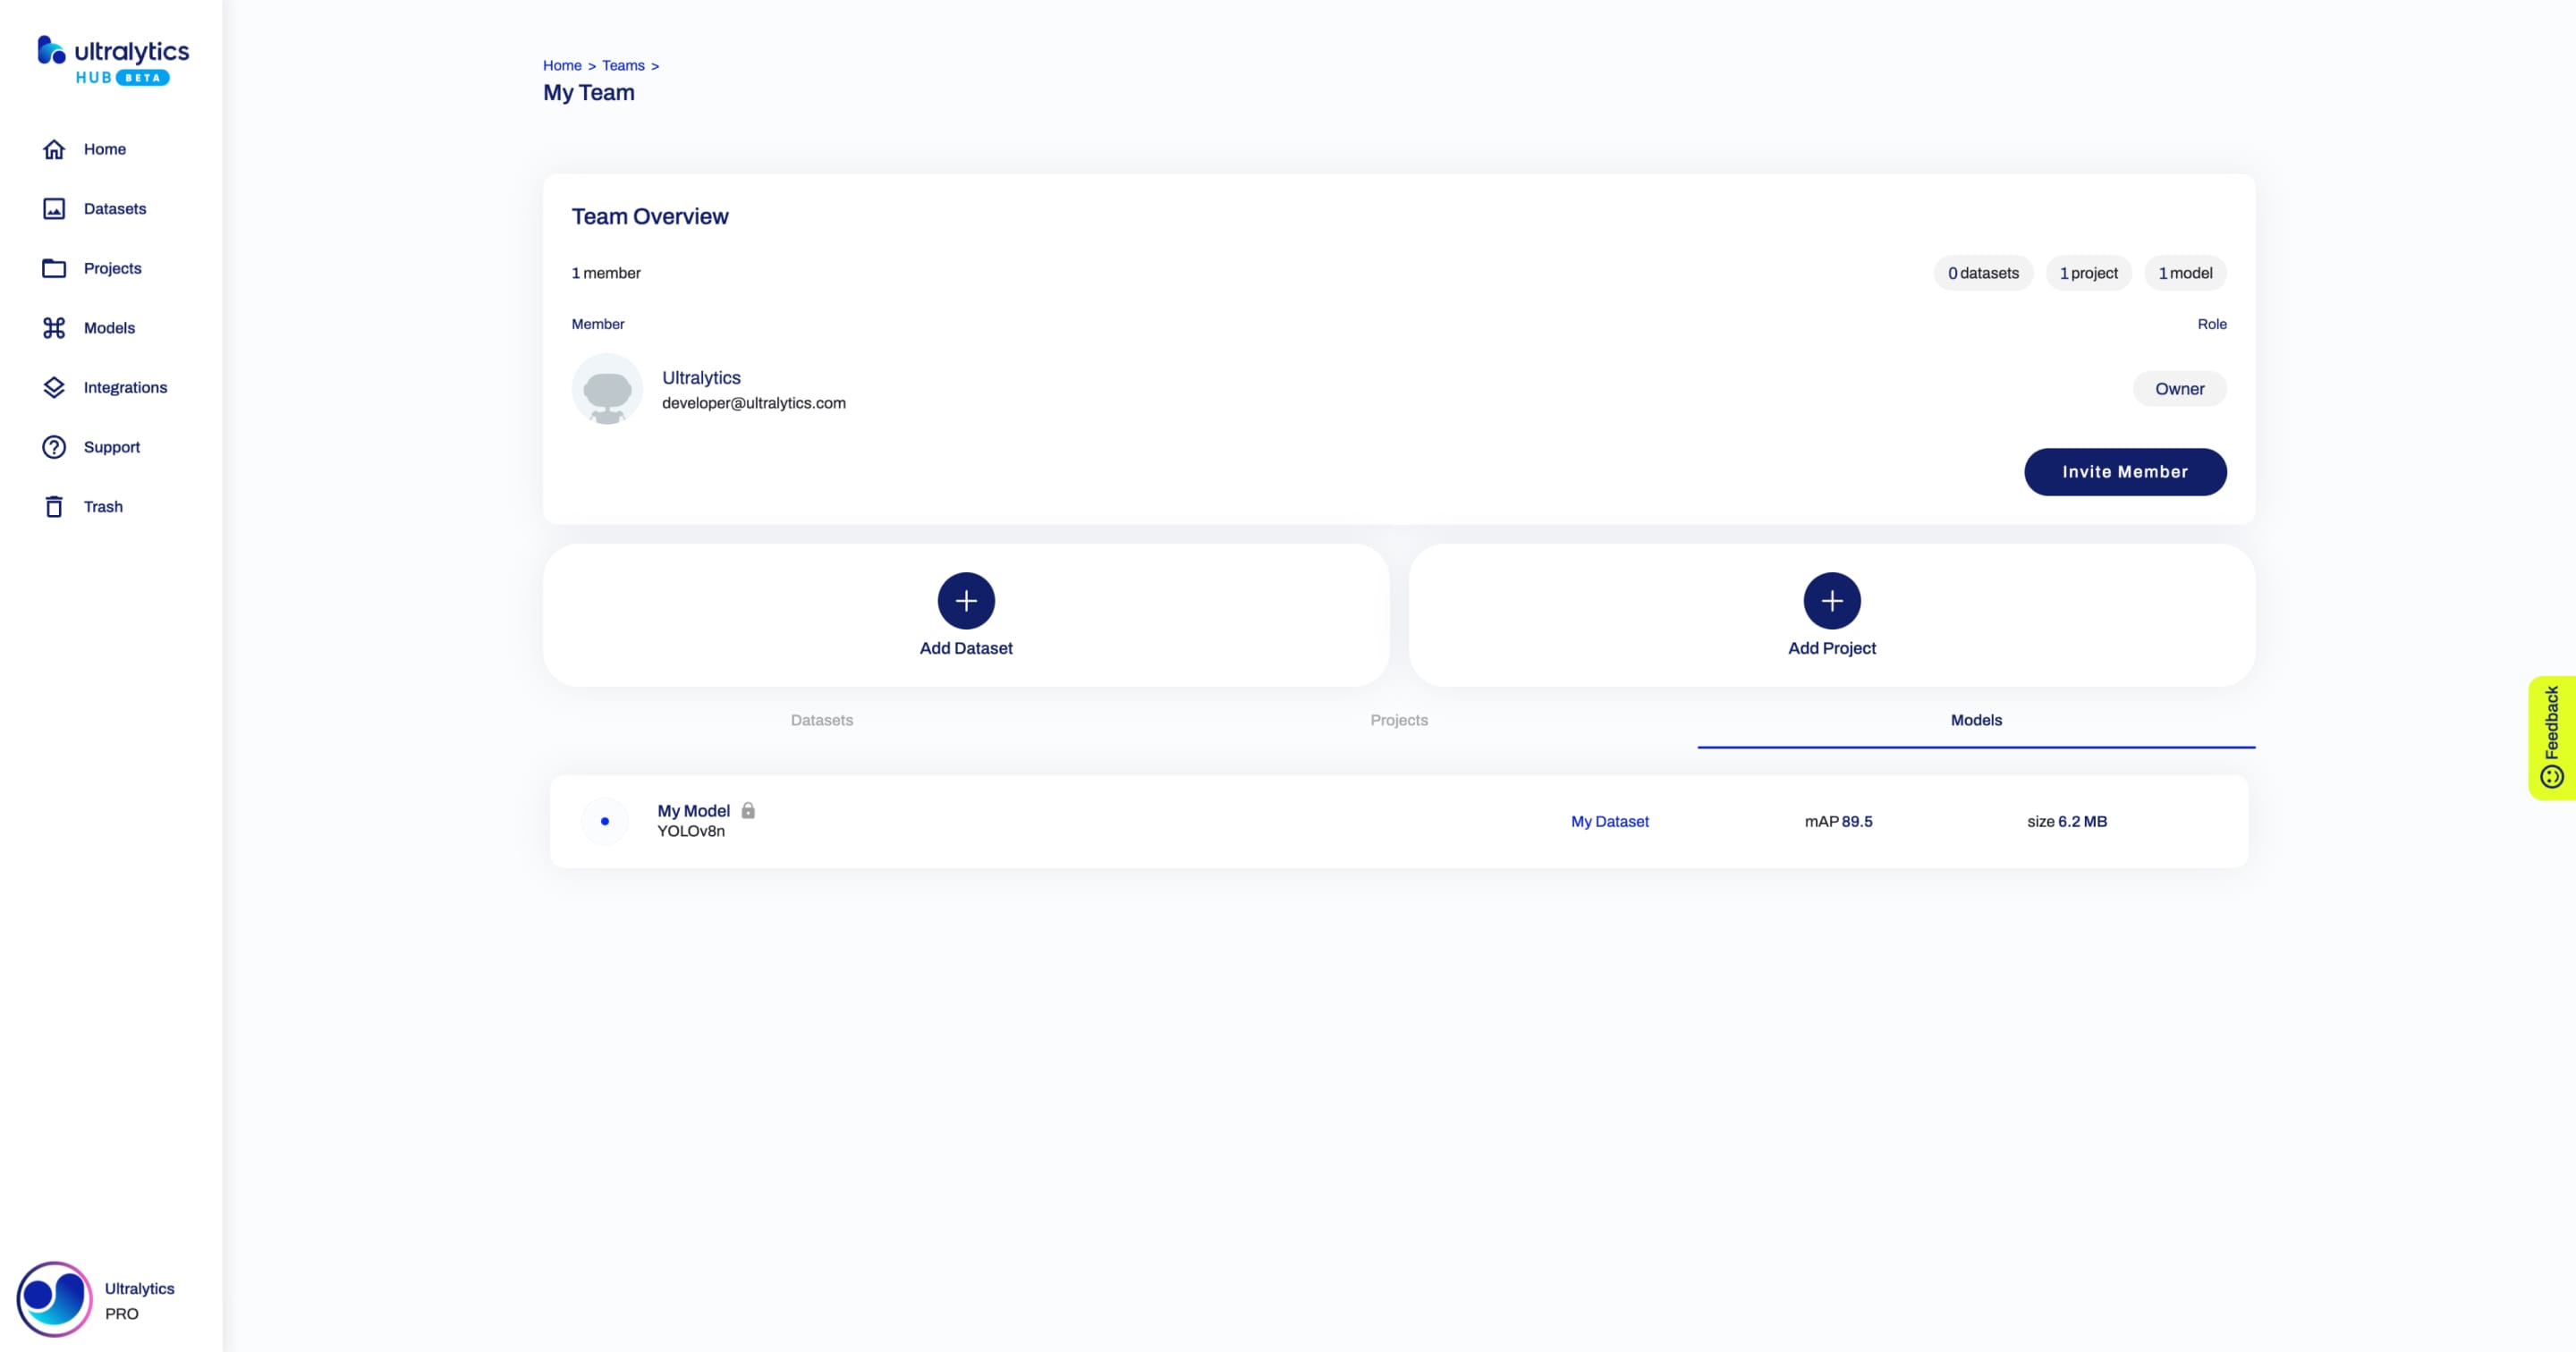 ultralytics
HUB BETA
Home
Datasets
Projects
Models
Integrations
Support
Trash
Ultralytics
PRO
Home > Teams >
My Team
Team Overview
1 member
0 datasets 1 project 1 model
Member Role
Ultralytics
developer@ultralytics.com
Owner
Invite Member
Add Dataset Add Project
Datasets Projects Models
My Model
YOLOv8n
My Dataset mAP 89.5 size 6.2 MB
Feedback